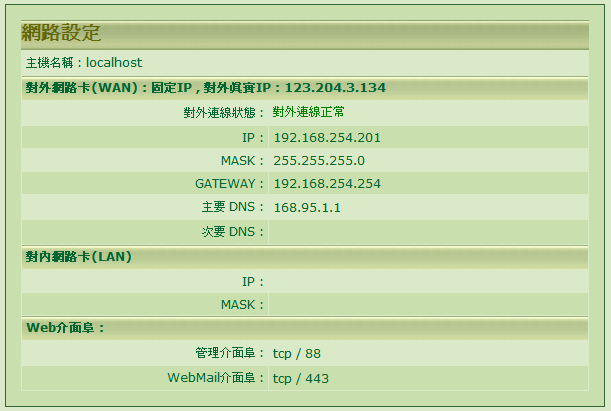 網路設定
主機名稱：localhost
對外網路卡(WAN)：固定IP , 對外真實IP：123.204.3.134
對外連線狀態： 對外連線正常
IP： 192.168.254.201
MASK： 255.255.255.0
GATEWAY： 192.168.254.254
主要 DNS： 168.95.1.1
次要 DNS：
對內網路卡(LAN)
IP：
MASK：
Web介面阜：
管理介面阜： tcp / 88
WebMail介面阜： tcp / 443